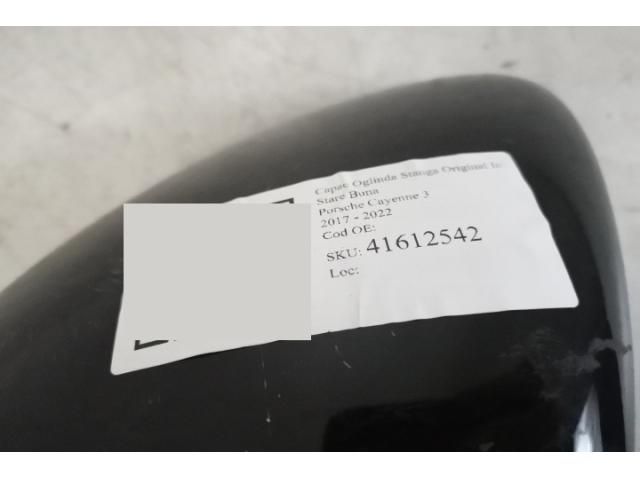 Capac Oglinda Stanga Original In
Stare Buna
Porsche Cayenne 3
2017 - 2022
Cod OE:
SKU: 41612542
Loc: